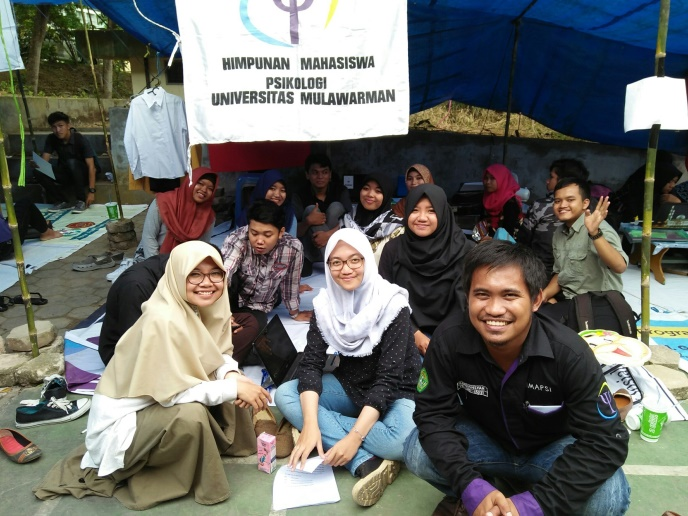 HIMPUNAN MAHASISWA
PSIKOLOGI
UNIVERSITAS MULAWARMAN
MAPSI